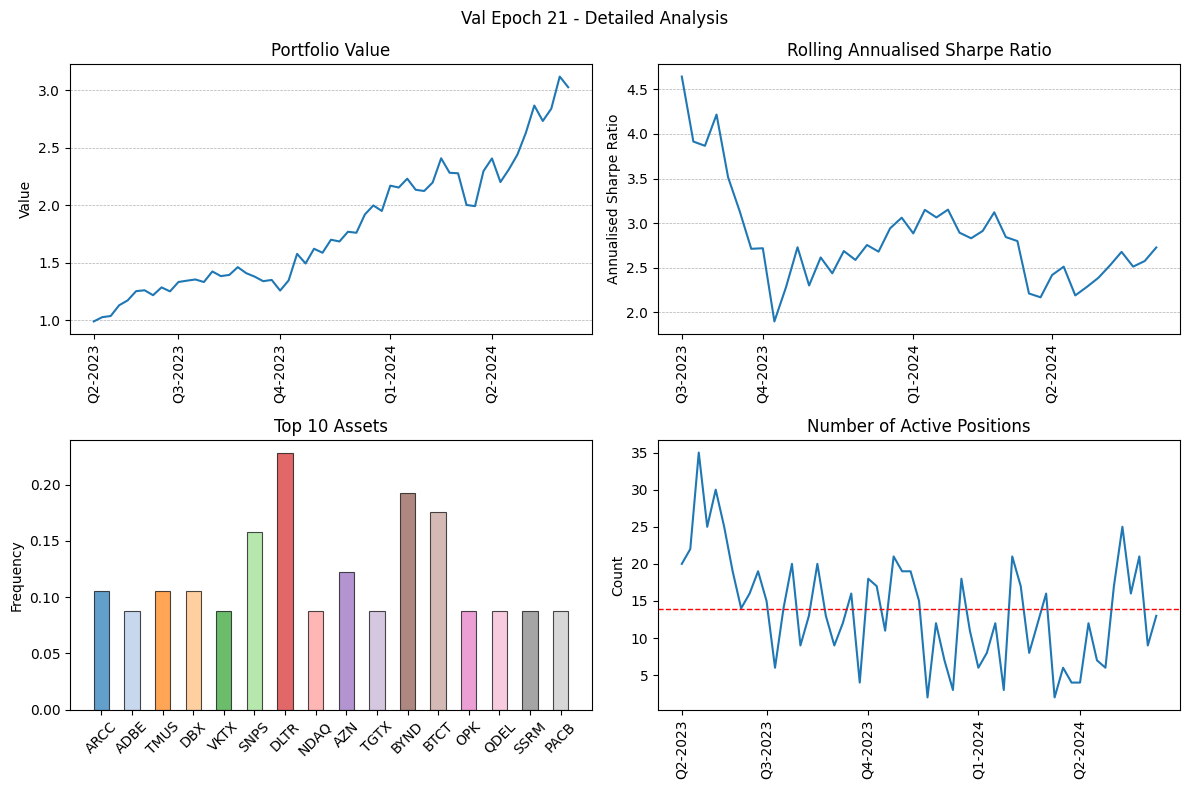 Val Epoch 21 - Detailed Analysis
Portfolio Value
Value
3.0
2.5
2.0
1.5
1.0
Q2-2023
Q3-2023
Q4-2023
Q1-2024
Q2-2024
Rolling Annualised Sharpe Ratio
Annualised Sharpe Ratio
4.5
4.0
3.5
3.0
2.5
2.0
Q3-2023
Q4-2023
Q1-2024
Q2-2024
Top 10 Assets
Frequency
0.20
0.15
0.10
0.05
0.00
ARCC
ADBE
TMUS
DBX
VKTX
SNPS
DLTR
NDAQ
AZN
TGTX
BYND
BTCT
OPK
QDEL
SSRM
PACB
Number of Active Positions
Count
35
30
25
20
15
10
5
Q2-2023
Q3-2023
Q4-2023
Q1-2024
Q2-2024